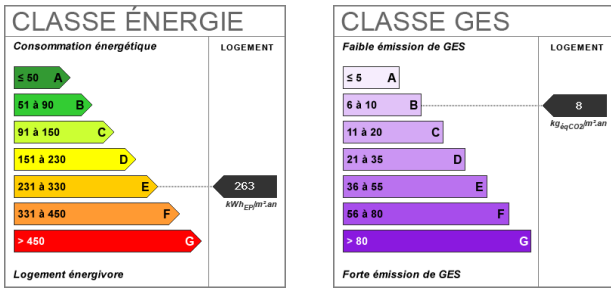 CLASSE ÉNERGIE
Consommation énergétique
LOGEMENT
≤ 50 A
51 à 90 B
91 à 150 C
151 à 230 D
231 à 330 E
263
kWhEP/m².an
331 à 450 F
> 450 G
Logement énergivore
CLASSE GES
Faible émission de GES
LOGEMENT
≤ 5 A
6 à 10 B
8
kgéqCO2/m².an
11 à 20 C
21 à 35 D
36 à 55 E
56 à 80 F
> 80 G
Forte émission de GES